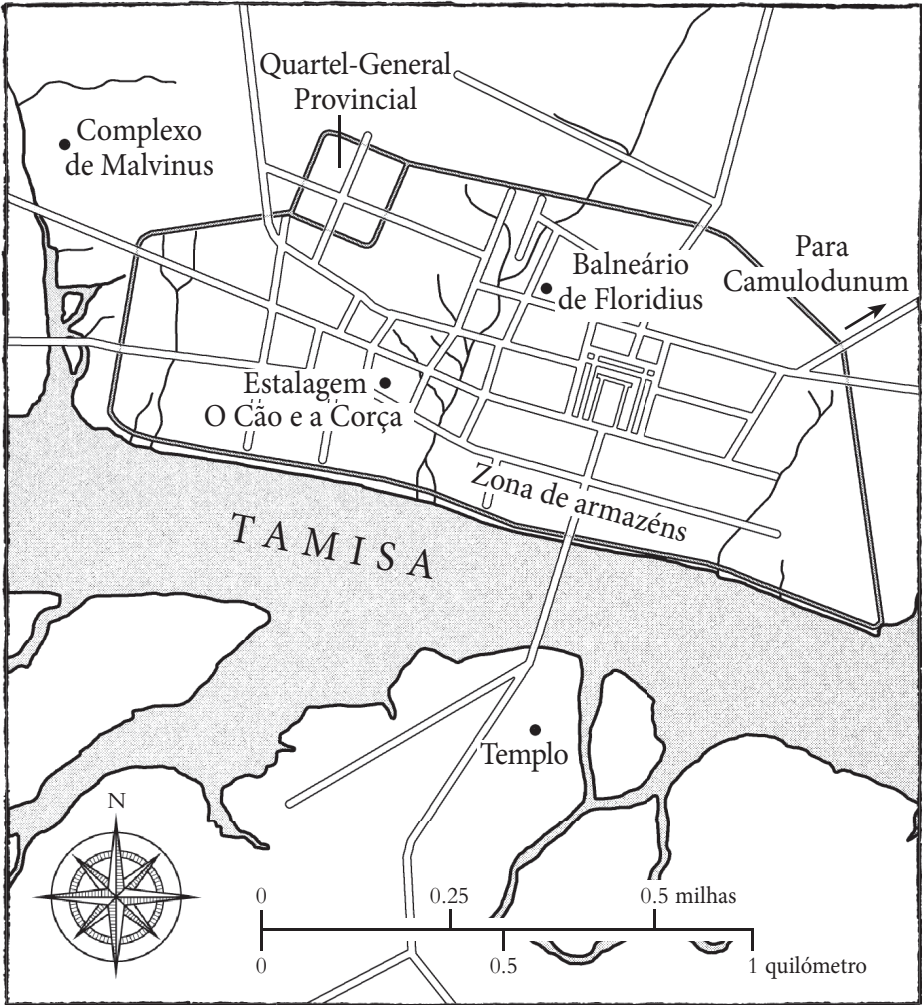 Quartel-General
Provincial
Complexo
de Malvinus
Para
Camulodunum
Balneário
de Floridius
Estalagem
O Cão e a Corça
Zona de armazéns
TAMISA
Templo
N
0
0.25
0.5 milhas
0
0.5
1 quilómetro